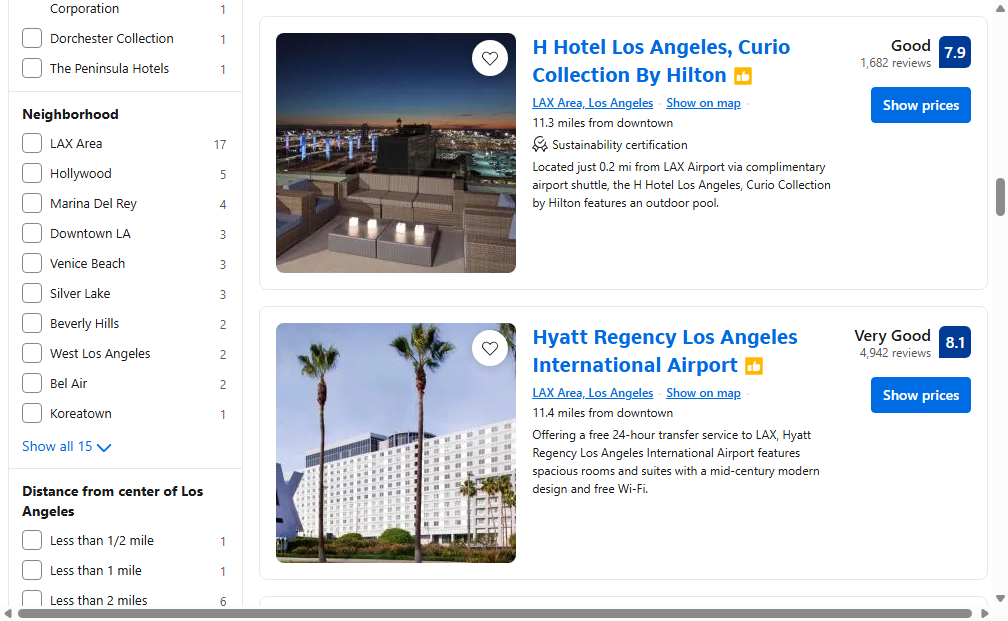 Corporation 1
Dorchester Collection 1
The Peninsula Hotels 1
Neighborhood
LAX Area 17
Hollywood 5
Marina Del Rey 4
Downtown LA 3
Venice Beach 3
Silver Lake 3
Beverly Hills 2
West Los Angeles 2
Bel Air 2
Koreatown 1
Show all 15
Distance from center of Los
Angeles
Less than 1/2 mile 1
Less than 1 mile 1
Less than 2 miles 6
H Hotel Los Angeles, Curio
Collection By Hilton
LAX Area, Los Angeles · Show on map ·
11.3 miles from downtown
Sustainability certification
Located just 0.2 mi from LAX Airport via complimentary
airport shuttle, the H Hotel Los Angeles, Curio Collection
by Hilton features an outdoor pool.
Good 7.9
1,682 reviews
Show prices
Hyatt Regency Los Angeles
International Airport
LAX Area, Los Angeles · Show on map ·
11.4 miles from downtown
Offering a free 24-hour transfer service to LAX, Hyatt
Regency Los Angeles International Airport features
spacious rooms and suites with a mid-century modern
design and free Wi-Fi.
Very Good 8.1
4,942 reviews
Show prices